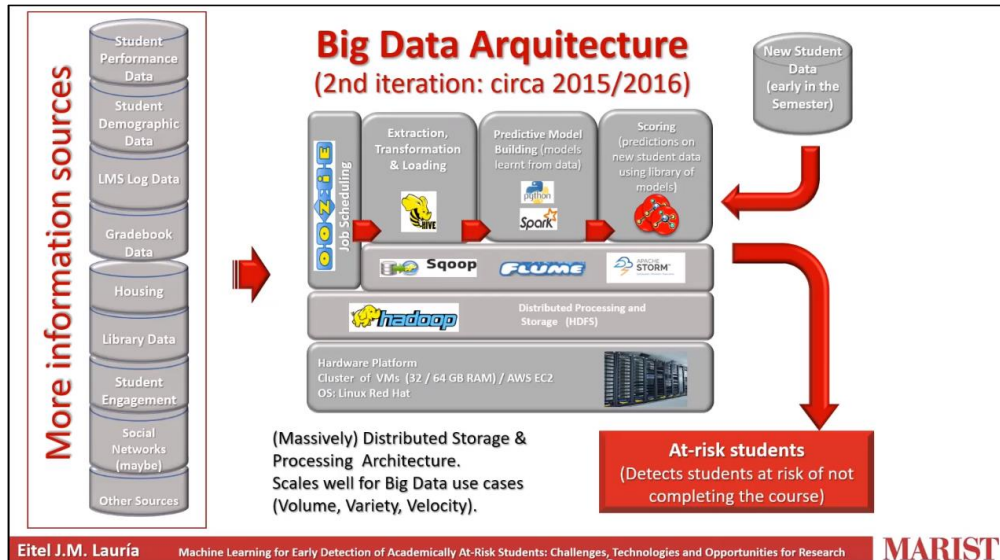 More information sources
Student
Performance
Data
Student
Demographic
Data
LMS Log Data
Gradebook
Data
Housing
Library Data
Student
Engagement
Social
Networks
(maybe)
Other Sources
Big Data Arquitecture
(2nd iteration: circa 2015/2016)
New Student
Data
(early in the
Semester)
OOZIE
Job Scheduling
Extraction,
Transformation
& Loading
HIVE
Predictive Model
Building (models
learnt from data)
python
Spark
Scoring
(predictions on
new student data
using library of
models)
Sqoop
FLUME
APACHE
STORM™
hadoop
Distributed Processing and
Storage (HDFS)
Hardware Platform
Cluster of VMs (32 / 64 GB RAM) / AWS EC2
OS: Linux Red Hat
(Massively) Distributed Storage &
Processing Architecture.
Scales well for Big Data use cases
(Volume, Variety, Velocity).
At-risk students
(Detects students at risk of not
completing the course)
Eitel J.M. Lauría
Machine Learning for Early Detection of Academically At-Risk Students: Challenges, Technologies and Opportunities for Research
MARIST